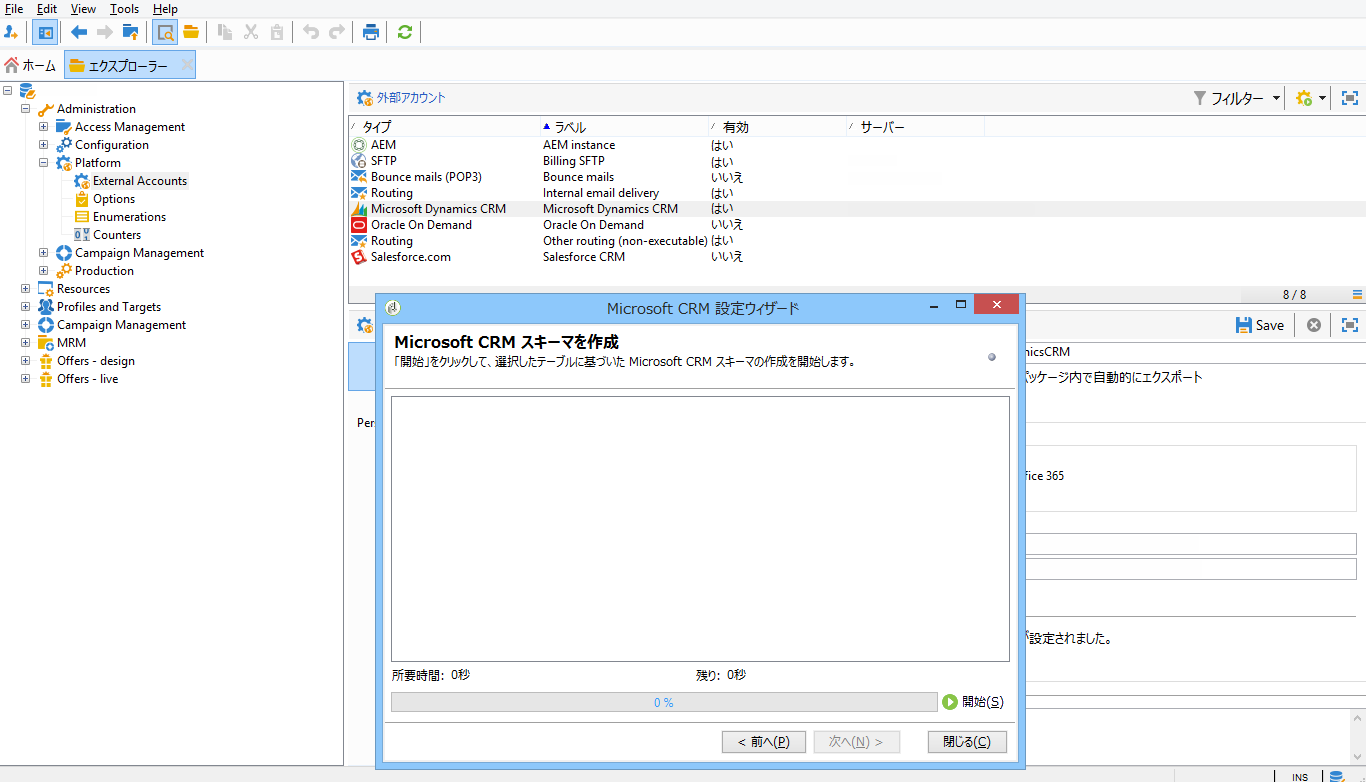 File Edit View Tools Help
ホーム エクスプローラー
Administration
Access Management
Configuration
Platform
External Accounts
Options
Enumerations
Counters
Campaign Management
Production
Resources
Profiles and Targets
Campaign Management
MRM
Offers - design
Offers - live
外部アカウント フィルター
タイプ ラベル 有効 サーバー
AEM AEM instance はい
SFTP Billing SFTP はい
Bounce mails (POP3) Bounce mails いいえ
Routing Internal email delivery はい
Microsoft Dynamics CRM Microsoft Dynamics CRM はい
Oracle On Demand Oracle On Demand いいえ
Routing Other routing (non-executable) はい
Salesforce.com Salesforce CRM いいえ
8 / 8
Save
nicsCRM
パッケージ内で自動的にエクスポート
Per
fice 365
が設定されました。
Microsoft CRM 設定ウィザード
Microsoft CRM スキーマを作成
「開始」をクリックして、選択したテーブルに基づいた Microsoft CRM スキーマの作成を開始します。
所要時間: 0秒 残り: 0秒
0 % 開始(S)
< 前へ(P) 次へ(N) > 閉じる(C)
INS